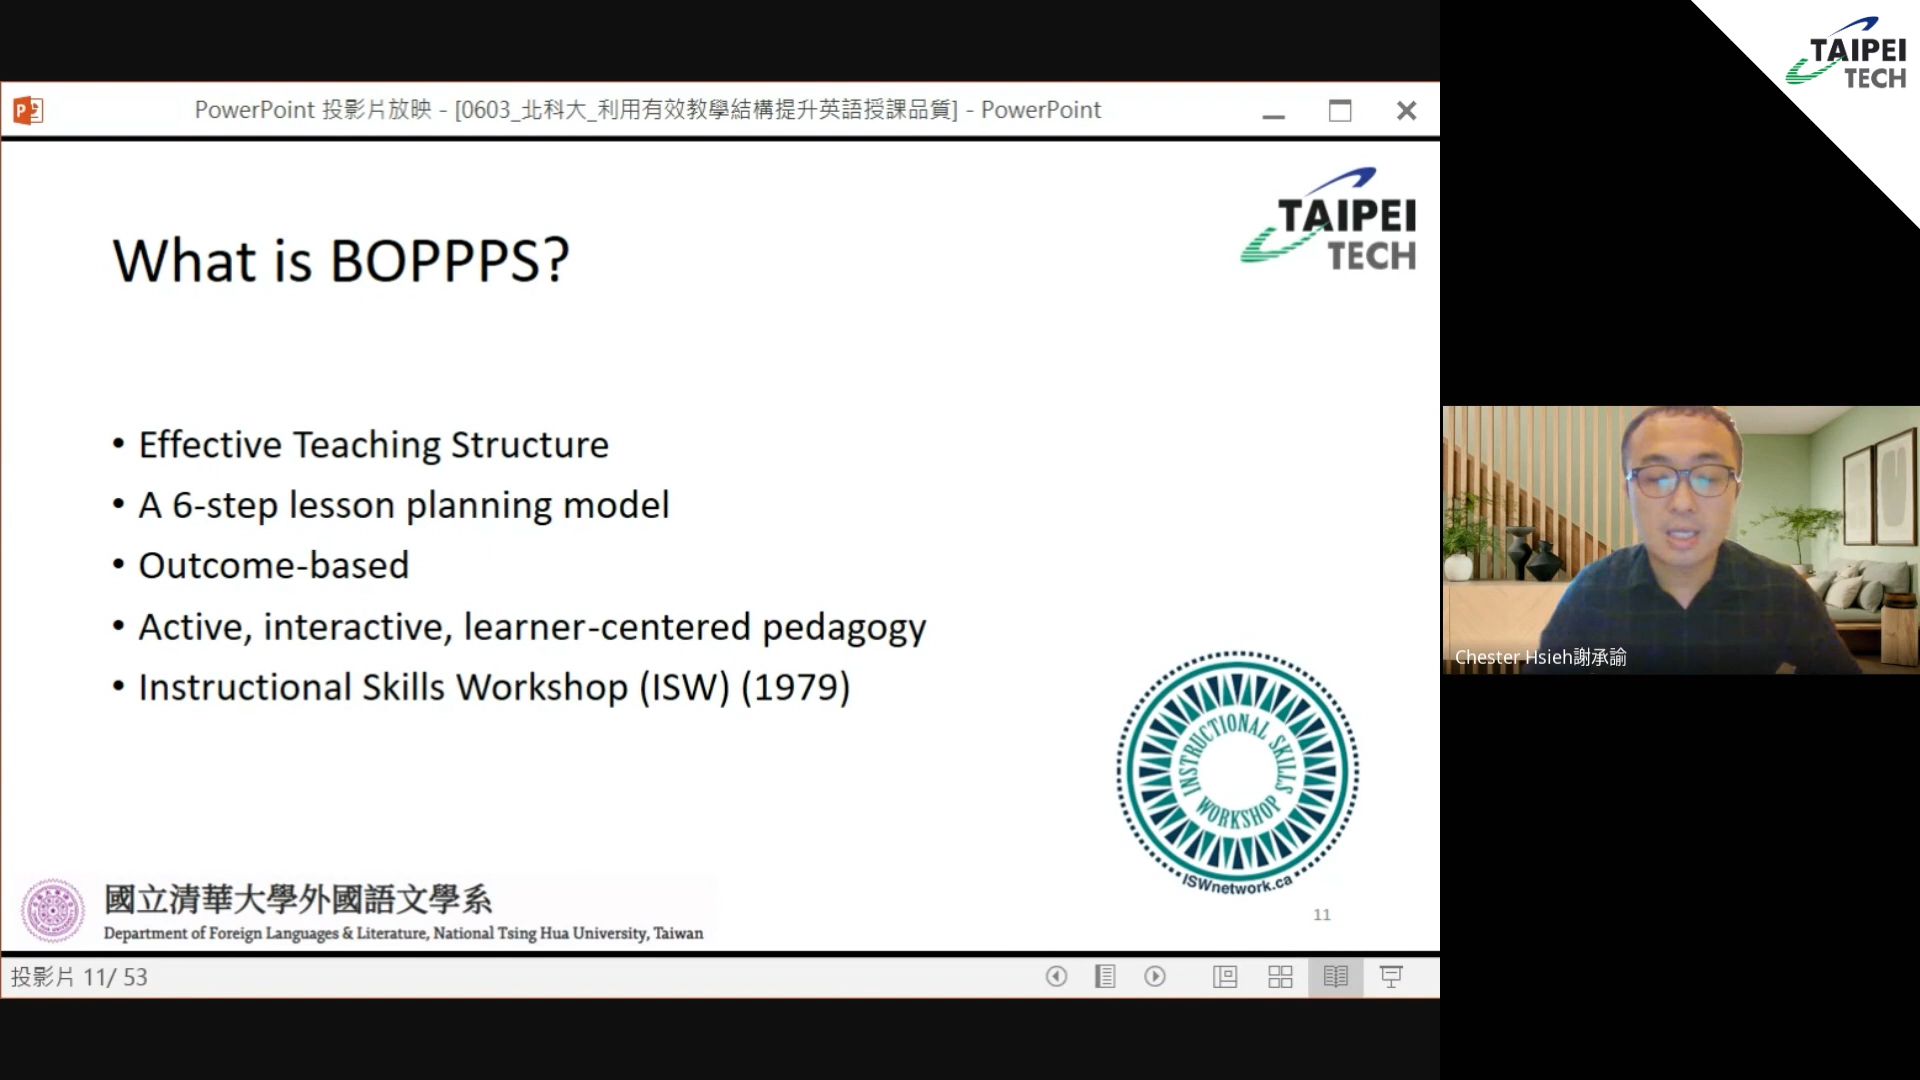 PowerPoint 投影片放映 - [0603_北科大_利用有效教學結構提升英語授課品質] - PowerPoint
TAIPEI
TECH
TAIPEI
TECH
What is BOPPPS?
• Effective Teaching Structure
• A 6-step lesson planning model
• Outcome-based
• Active, interactive, learner-centered pedagogy
• Instructional Skills Workshop (ISW) (1979)
INSTRUCTIONAL SKILLS
WORKSHOP
ISWnetwork.ca
11
國立清華大學外國語文學系
Department of Foreign Languages & Literature, National Tsing Hua University, Taiwan
投影片 11/ 53
Chester Hsieh謝承諭